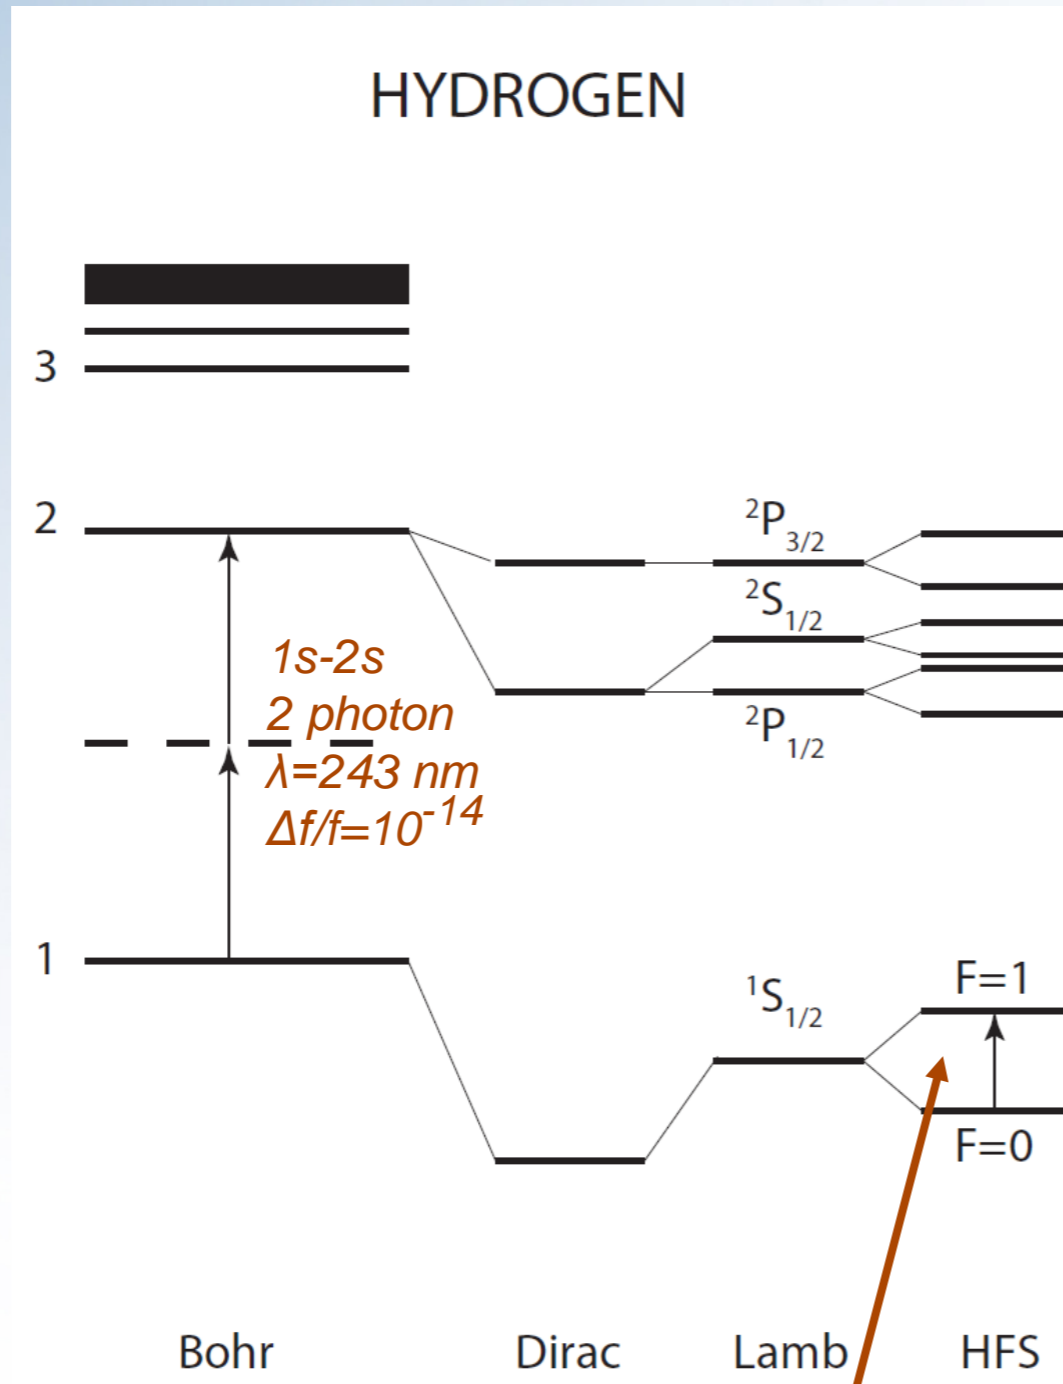 HYDROGEN
3
2
1s-2s
2 photon
λ=243 nm
Δf/f=10⁻¹⁴
1
²P₃/₂
²S₁/₂
²P₁/₂
¹S₁/₂
F=1
F=0
Bohr Dirac Lamb HFS